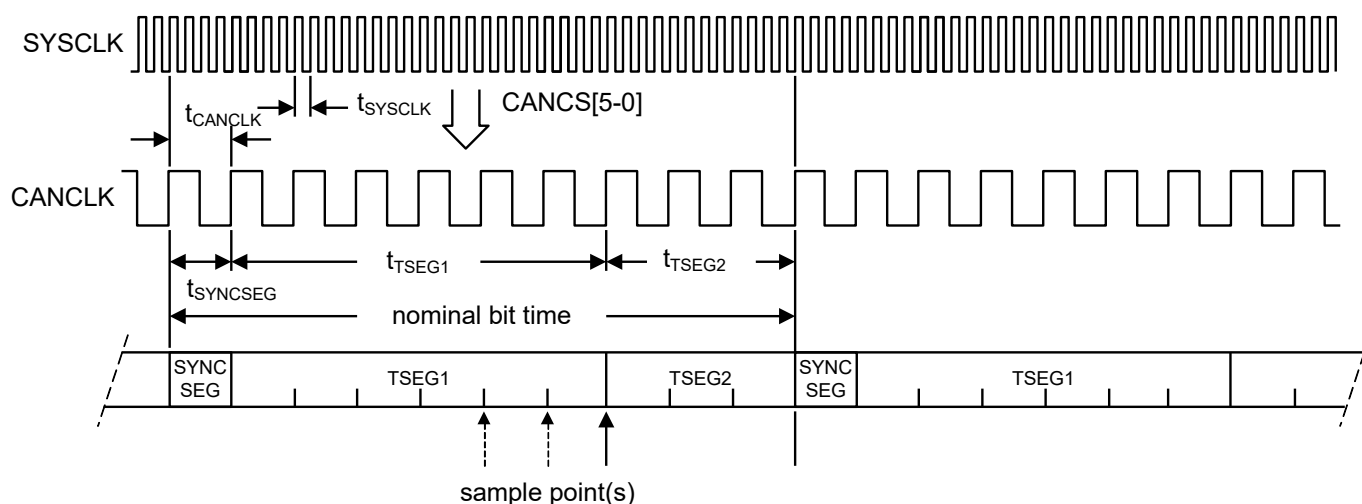 SYSCLK
tCANCLK
tSYSCLK
CANCS[5-0]
CANCLK
tTSEG1
tTSEG2
tSYNCSEG
nominal bit time
SYNC
SEG
TSEG1
TSEG2
SYNC
SEG
TSEG1
sample point(s)